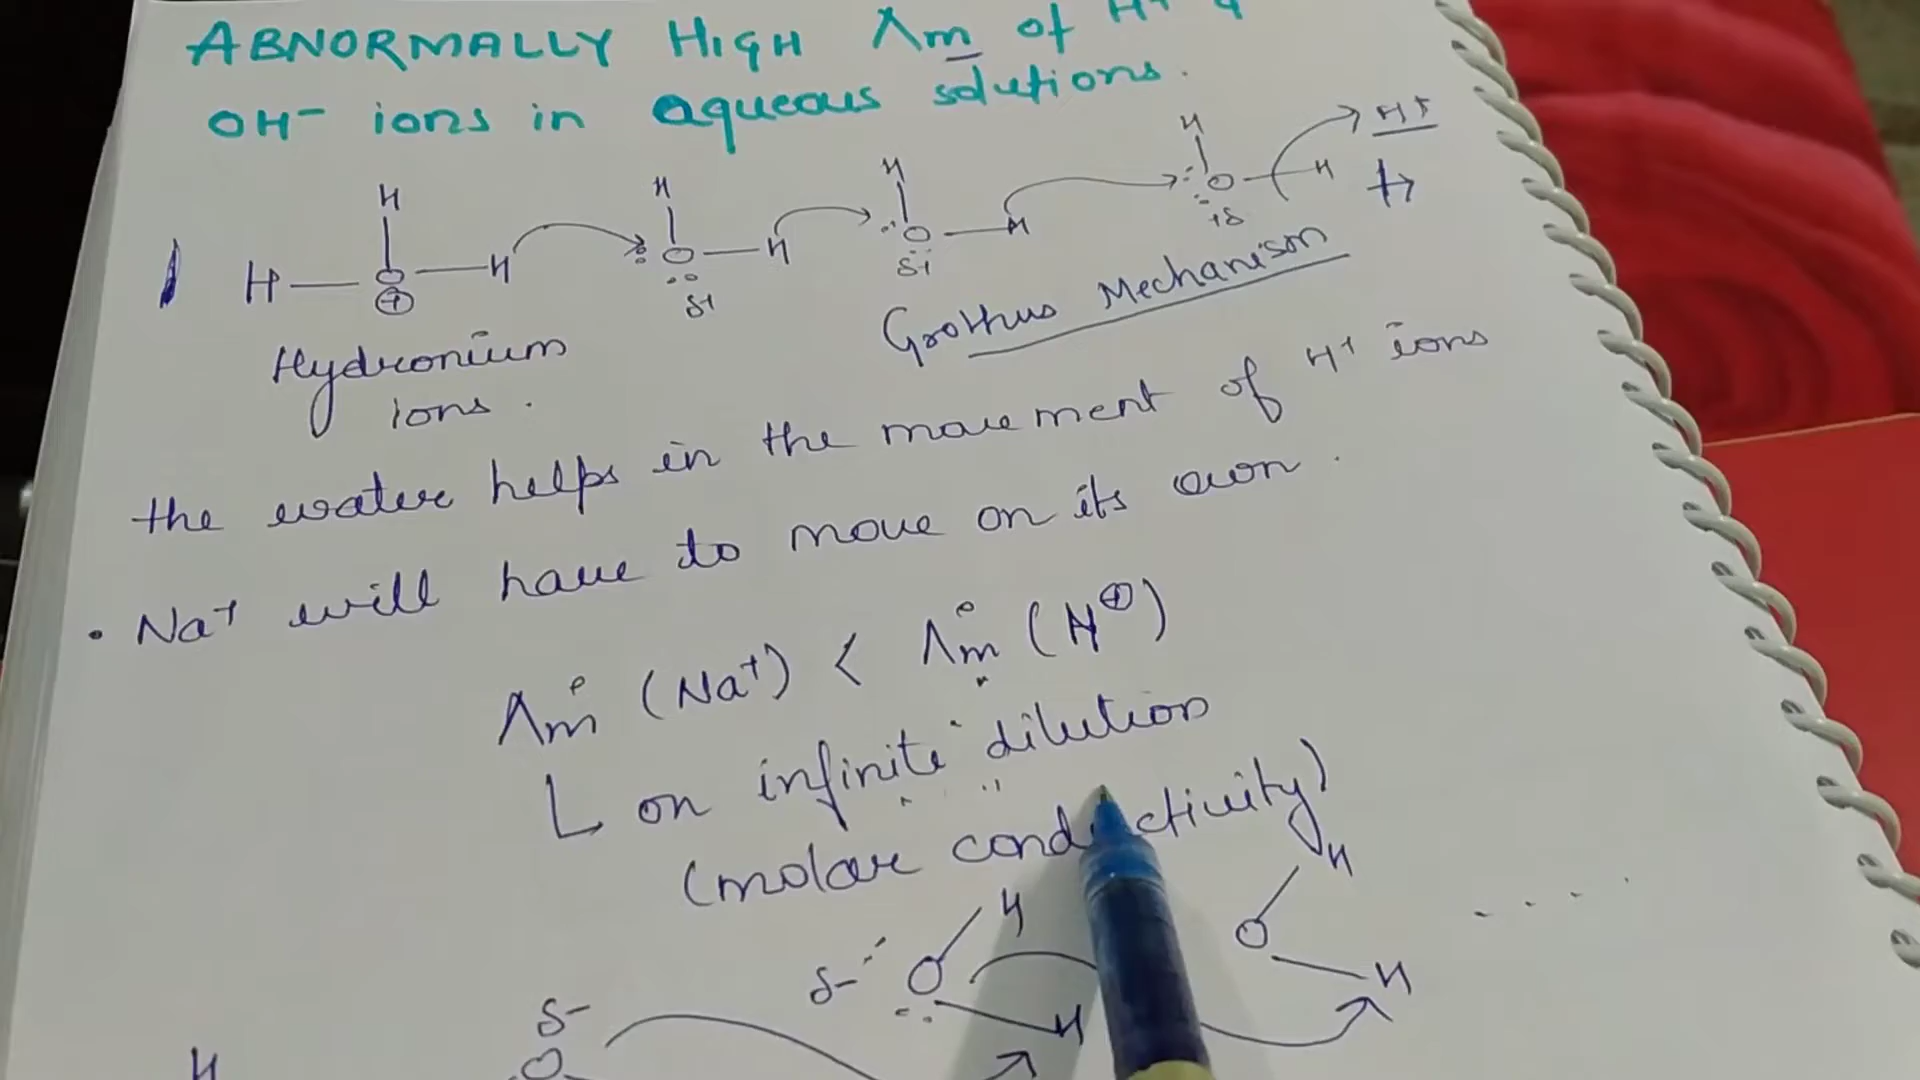 ABNORMALLY HIGH Λm of H+ &
OH- ions in aqueous solutions.
H H H H H+
H — O — H O — H O — H O — H
⊕ δ+ δ+ +δ
Hydronium
ions.
Grotthus Mechanism
the water helps in the movement of H+ ions
• Na+ will have to move on its own.
Λm° (Na+) < Λm° (H⊕)
on infinite dilution
(molar conductivity)
H
H O
δ- O H
δ- H
H O